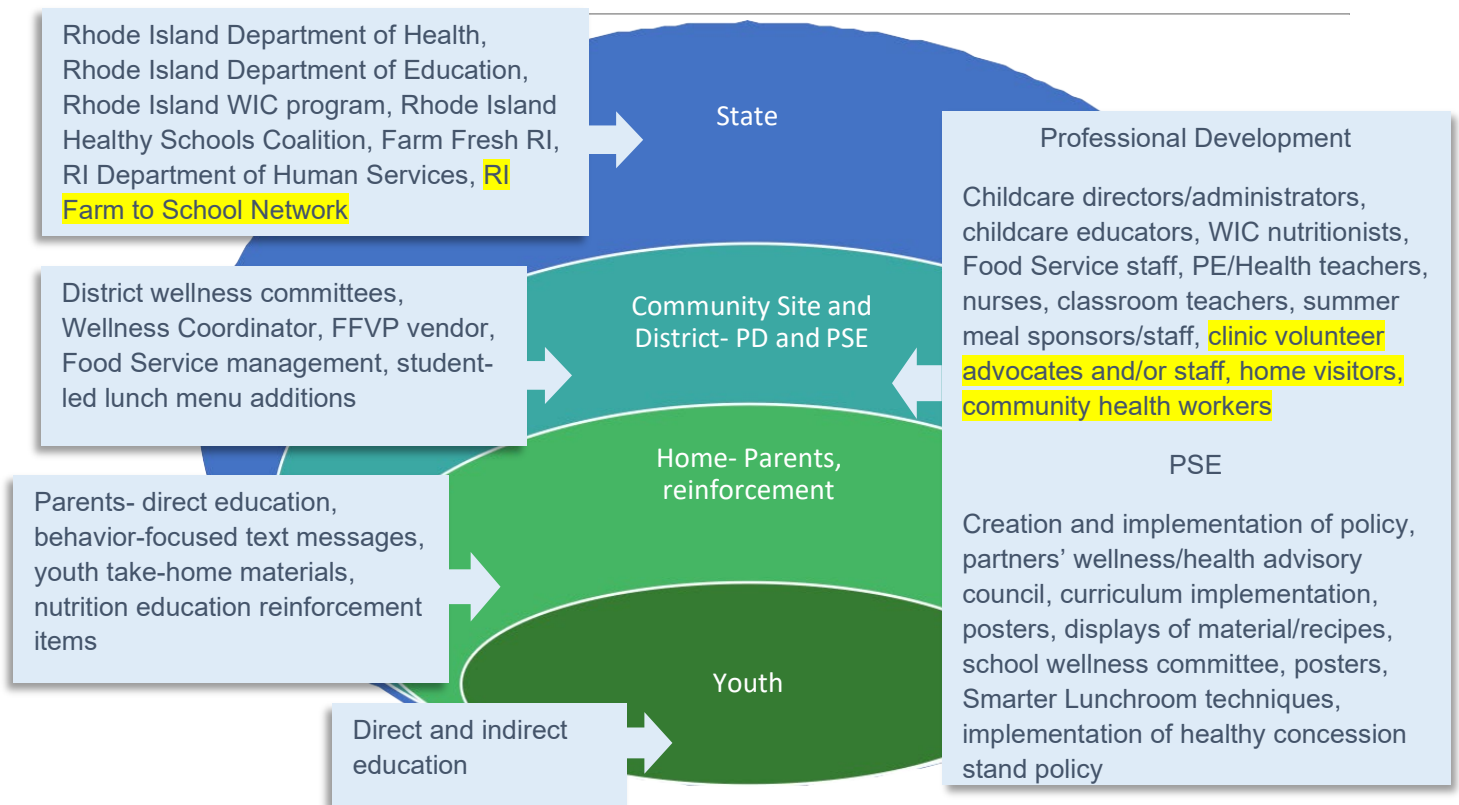 Rhode Island Department of Health,
Rhode Island Department of Education,
Rhode Island WIC program, Rhode Island
Healthy Schools Coalition, Farm Fresh RI,
RI Department of Human Services, RI
Farm to School Network
State
District wellness committees,
Wellness Coordinator, FFVP vendor,
Food Service management, student-
led lunch menu additions
Community Site and
District- PD and PSE
Professional Development
Childcare directors/administrators,
childcare educators, WIC nutritionists,
Food Service staff, PE/Health teachers,
nurses, classroom teachers, summer
meal sponsors/staff, clinic volunteer
advocates and/or staff, home visitors,
community health workers
PSE
Creation and implementation of policy,
partners’ wellness/health advisory
council, curriculum implementation,
posters, displays of material/recipes,
school wellness committee, posters,
Smarter Lunchroom techniques,
implementation of healthy concession
stand policy
Home- Parents,
reinforcement
Parents- direct education,
behavior-focused text messages,
youth take-home materials,
nutrition education reinforcement
items
Youth
Direct and indirect
education